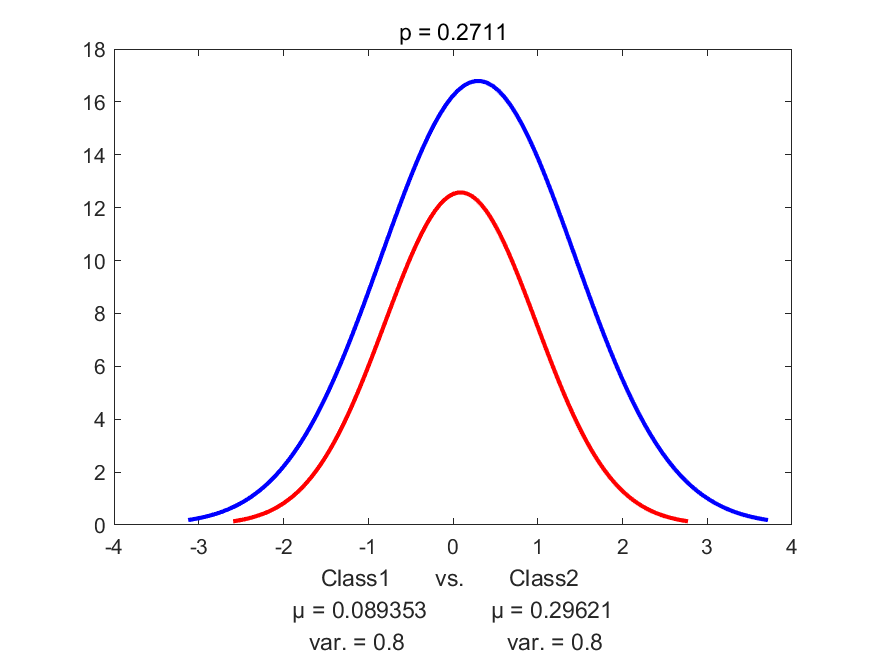 p = 0.2711
18
16
14
12
10
8
6
4
2
0
-4 -3 -2 -1 0 1 2 3 4
Class1 vs. Class2
μ = 0.089353 μ = 0.29621
var. = 0.8 var. = 0.8